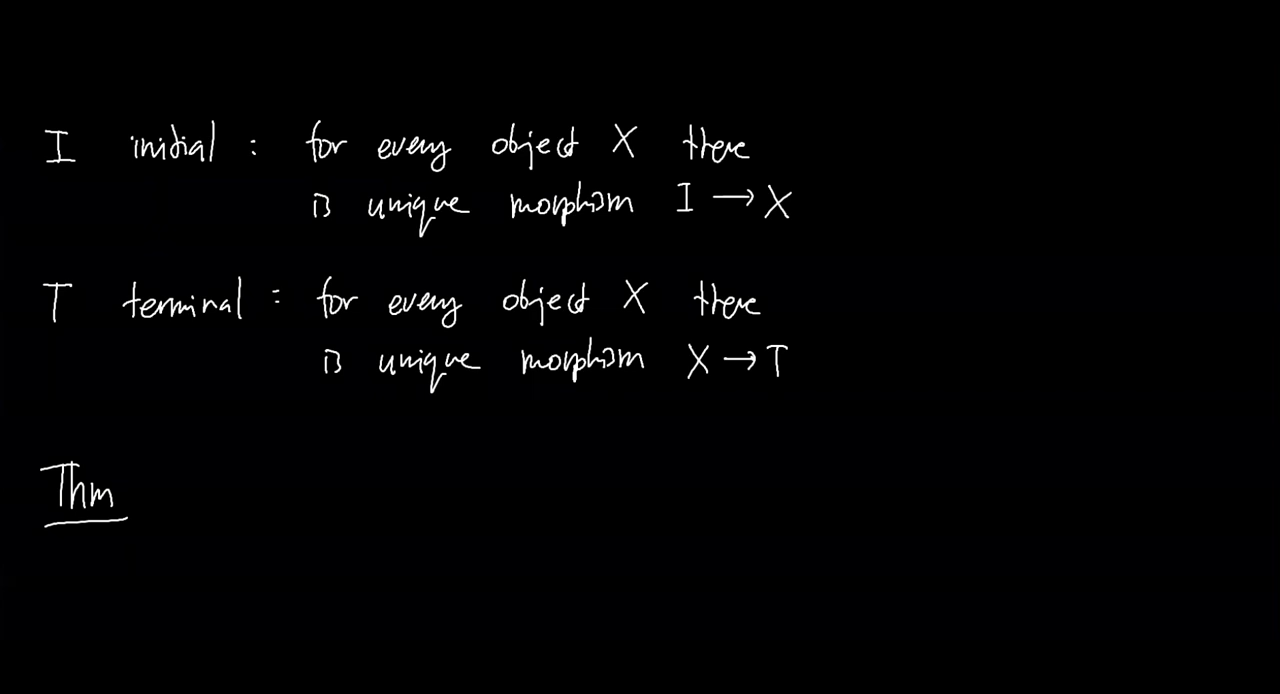 I initial : for every object X there
is unique morphism I → X
T terminal : for every object X there
is unique morphism X → T
Thm